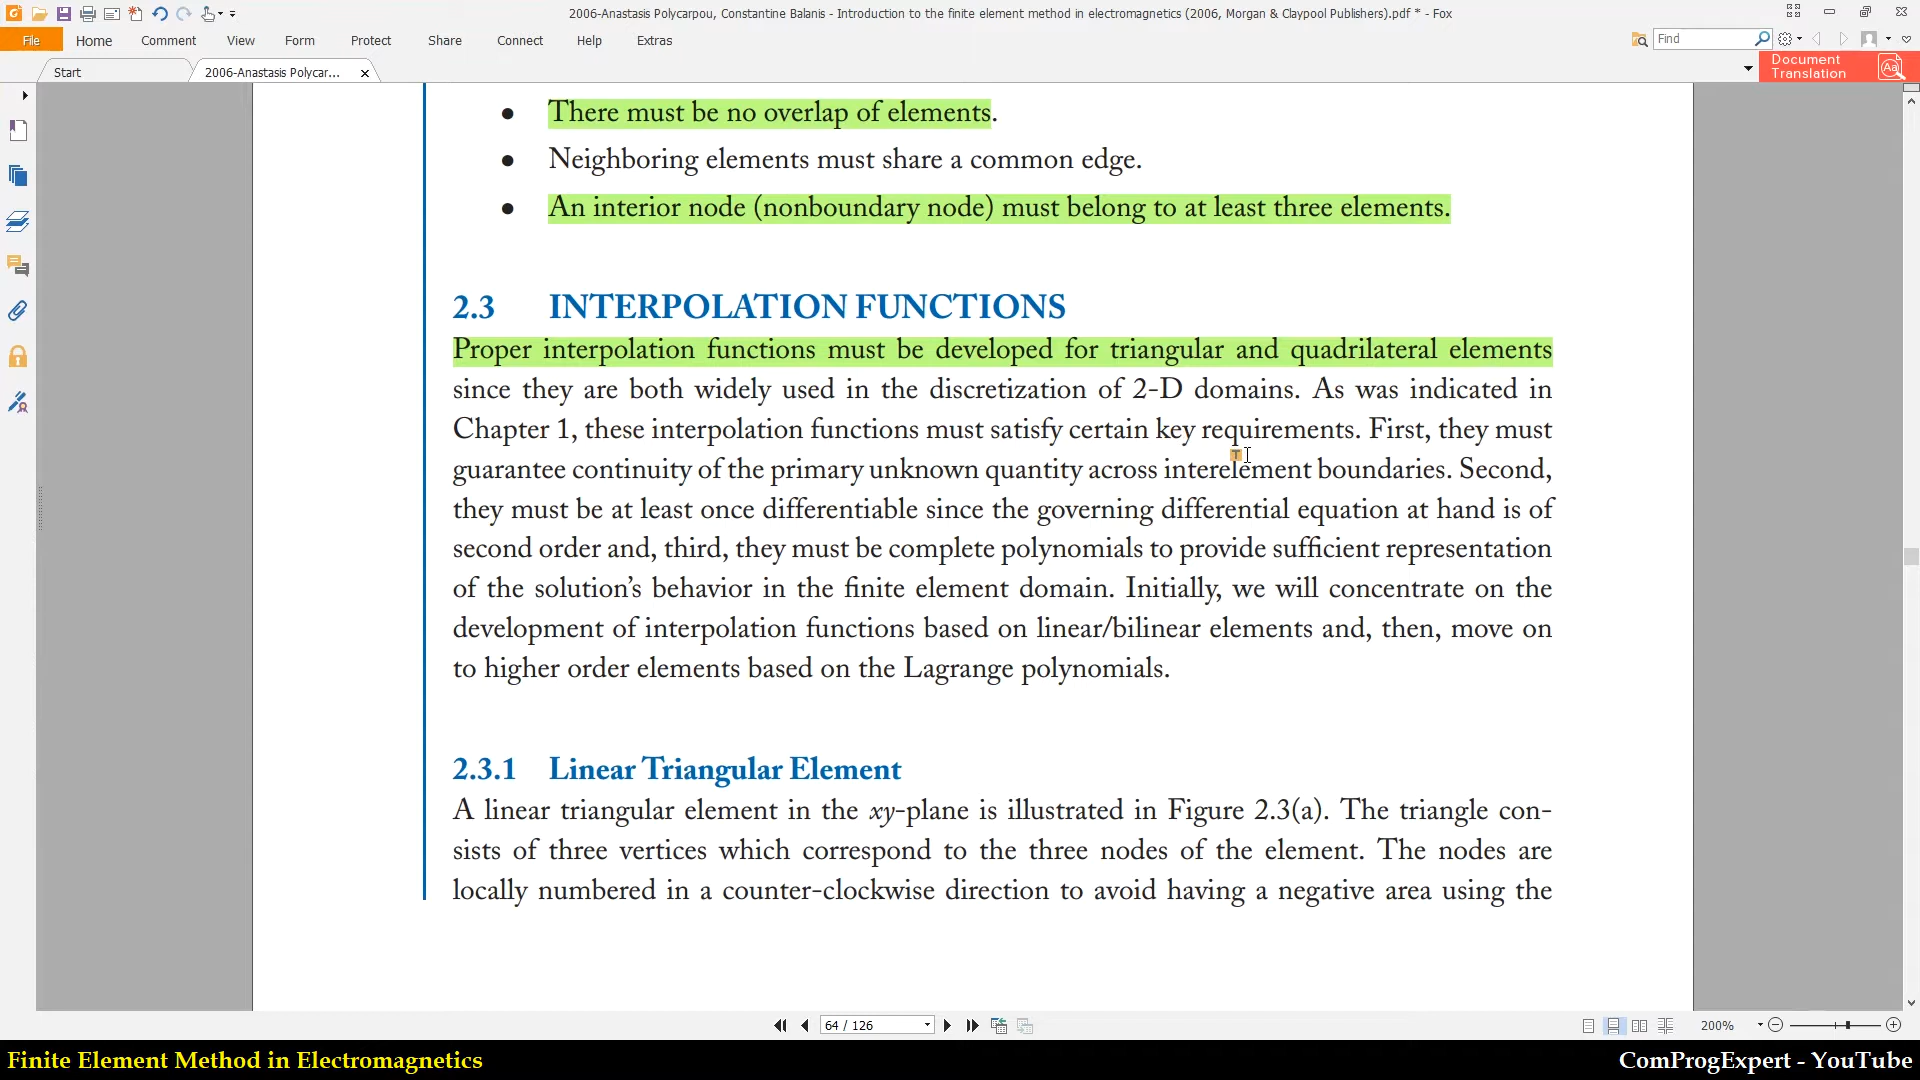 2006-Anastasis Polycarpou, Constantine Balanis - Introduction to the finite element method in electromagnetics (2006, Morgan & Claypool Publishers).pdf * - Fox
File Home Comment View Form Protect Share Connect Help Extras
Find
Start
2006-Anastasis Polycar...
Document
Translation
Aa
• There must be no overlap of elements.
• Neighboring elements must share a common edge.
• An interior node (nonboundary node) must belong to at least three elements.
2.3 INTERPOLATION FUNCTIONS
Proper interpolation functions must be developed for triangular and quadrilateral elements
since they are both widely used in the discretization of 2-D domains. As was indicated in
Chapter 1, these interpolation functions must satisfy certain key requirements. First, they must
guarantee continuity of the primary unknown quantity across interelement boundaries. Second,
they must be at least once differentiable since the governing differential equation at hand is of
second order and, third, they must be complete polynomials to provide sufficient representation
of the solution’s behavior in the finite element domain. Initially, we will concentrate on the
development of interpolation functions based on linear/bilinear elements and, then, move on
to higher order elements based on the Lagrange polynomials.
2.3.1 Linear Triangular Element
A linear triangular element in the xy-plane is illustrated in Figure 2.3(a). The triangle con-
sists of three vertices which correspond to the three nodes of the element. The nodes are
locally numbered in a counter-clockwise direction to avoid having a negative area using the
64 / 126
200%
Finite Element Method in Electromagnetics
ComProgExpert - YouTube